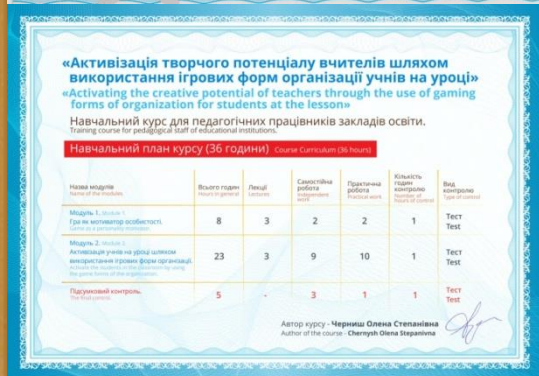 «Активізація творчого потенціалу вчителів шляхом
використання ігрових форм організації учнів на уроці»
«Activating the creative potential of teachers through the use of gaming
forms of organization for students at the lesson»
Навчальний курс для педагогічних працівників закладів освіти.
Training course for pedagogical staff of educational institutions.
Навчальний план курсу (36 годин) Course Curriculum (36 hours)
Назва модулів
Name of the modules
Всього годин
Hours in general
Лекції
Lectures
Самостійна
робота
Independent
work
Практична
робота
Practical work
Кількість
годин
контролю
Number of
hours of control
Вид
контролю
Type of control
Модуль 1. Module 1.
Гра як мотиватор особистості.
Game as a personality motivator.
8 3 2 2 1 Тест
Test
Модуль 2. Module 2.
Активізація учнів на уроці шляхом
використання ігрових форм організації.
Activate the students in the classroom by using
the game forms of the organization.
23 3 9 10 1 Тест
Test
Підсумковий контроль.
The final control.
5 - 3 1 1 Тест
Test
Автор курсу - Черниш Олена Степанівна
Author of the course - Chernysh Olena Stepanivna